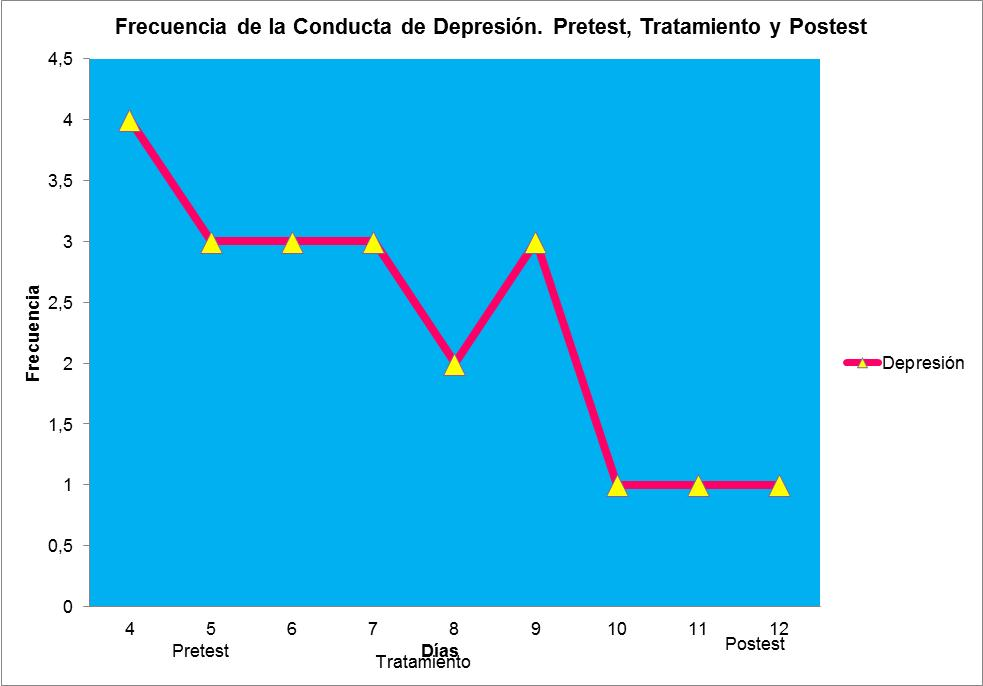 Frecuencia de la Conducta de Depresión. Pretest, Tratamiento y Postest
4,5
4
3,5
3
2,5
2
1,5
1
0,5
0
Frecuencia
4 5 6 7 8 9 10 11 12
Pretest
Días
Tratamiento
Postest
Depresión